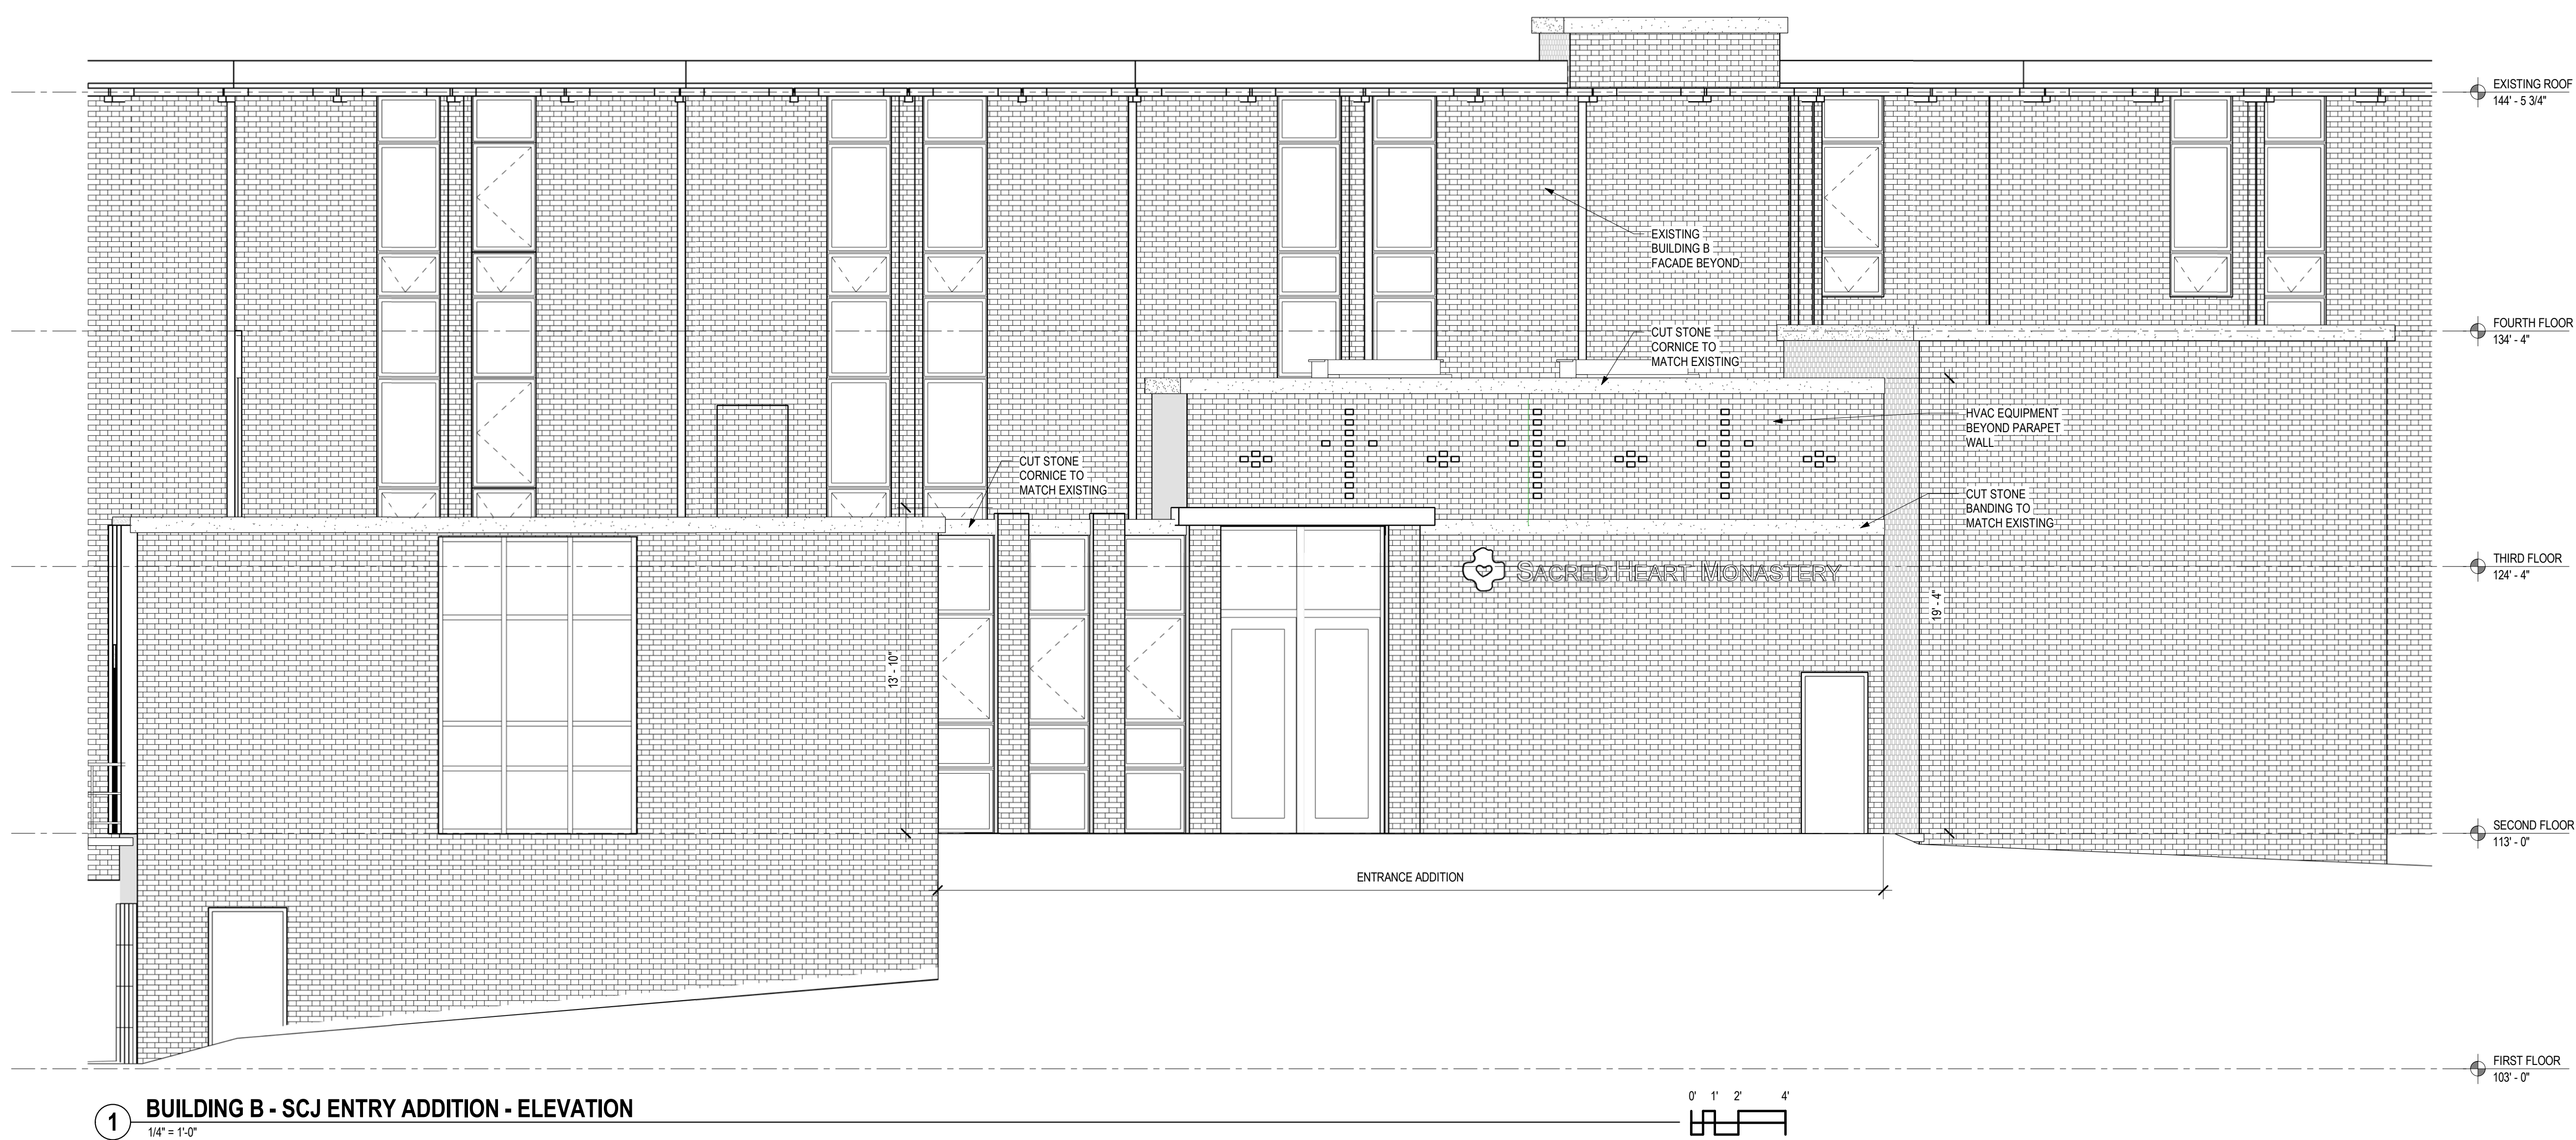 EXISTING ROOF
144' - 5 3/4"
EXISTING
BUILDING B
FACADE BEYOND
FOURTH FLOOR
134' - 4"
CUT STONE
CORNICE TO
MATCH EXISTING
HVAC EQUIPMENT
BEYOND PARAPET
WALL
CUT STONE
CORNICE TO
MATCH EXISTING
CUT STONE
BANDING TO
MATCH EXISTING
THIRD FLOOR
124' - 4"
SACRED HEART MONASTERY
19' - 4"
13' - 10"
SECOND FLOOR
113' - 0"
ENTRANCE ADDITION
FIRST FLOOR
103' - 0"
0' 1' 2' 4'
1 BUILDING B - SCJ ENTRY ADDITION - ELEVATION
1/4" = 1'-0"